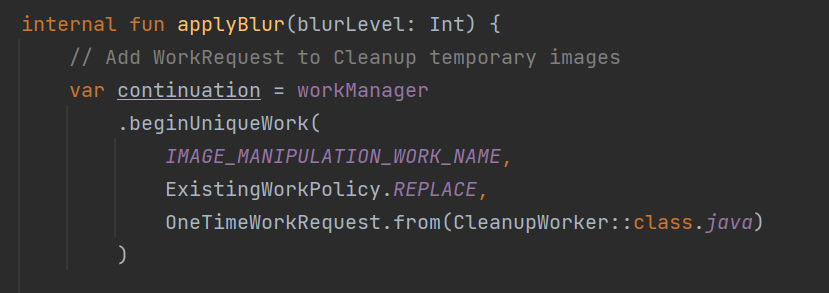 internal fun applyBlur(blurLevel: Int) {
// Add WorkRequest to Cleanup temporary images
var continuation = workManager
.beginUniqueWork(
IMAGE_MANIPULATION_WORK_NAME,
ExistingWorkPolicy.REPLACE,
OneTimeWorkRequest.from(CleanupWorker::class.java)
)